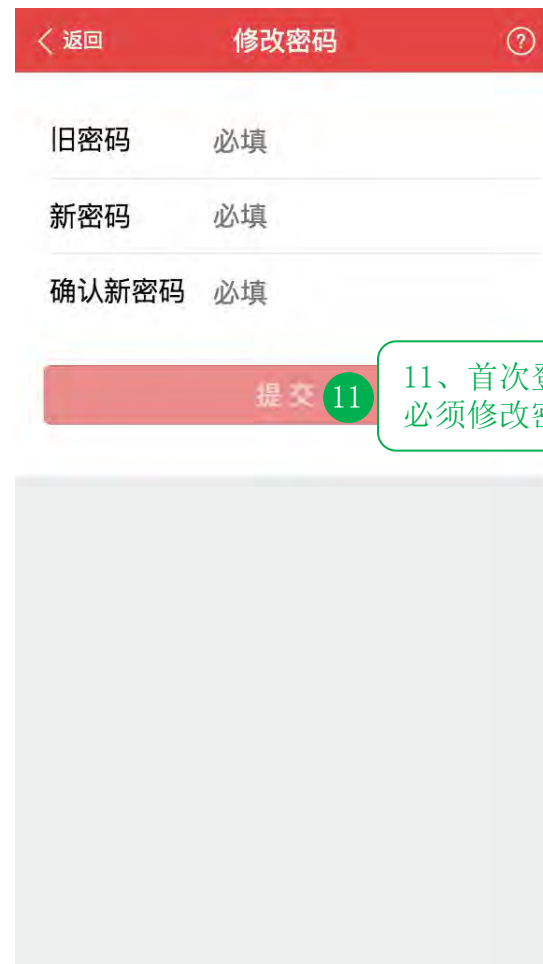 返回 修改密码 ?
旧密码 必填
新密码 必填
确认新密码 必填
提交 11
11、首次
必须修改